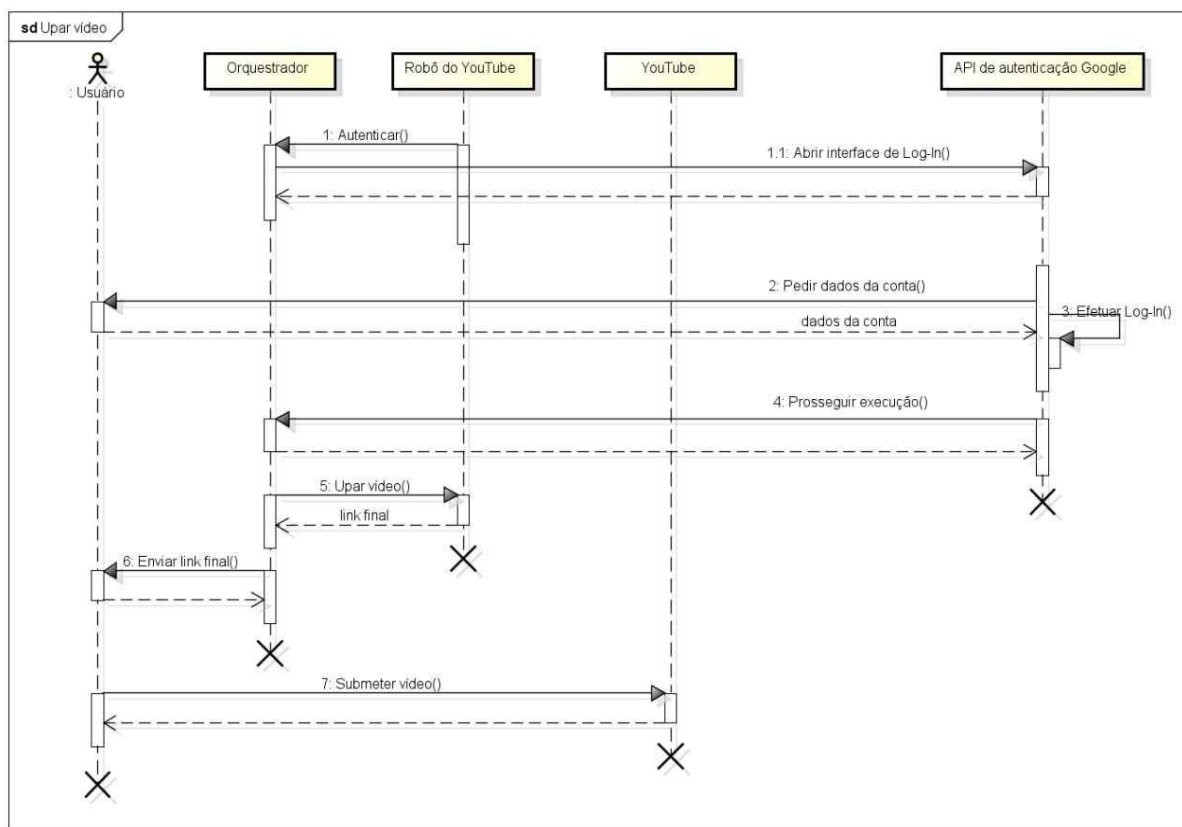 sd Upar vídeo
: Usuário
Orquestrador
Robô do YouTube
YouTube
API de autenticação Google
1: Autenticar()
1.1: Abrir interface de Log-In()
2: Pedir dados da conta()
3: Efetuar Log-In()
dados da conta
4: Prosseguir execução()
5: Upar vídeo()
link final
6: Enviar link final()
7: Submeter vídeo()